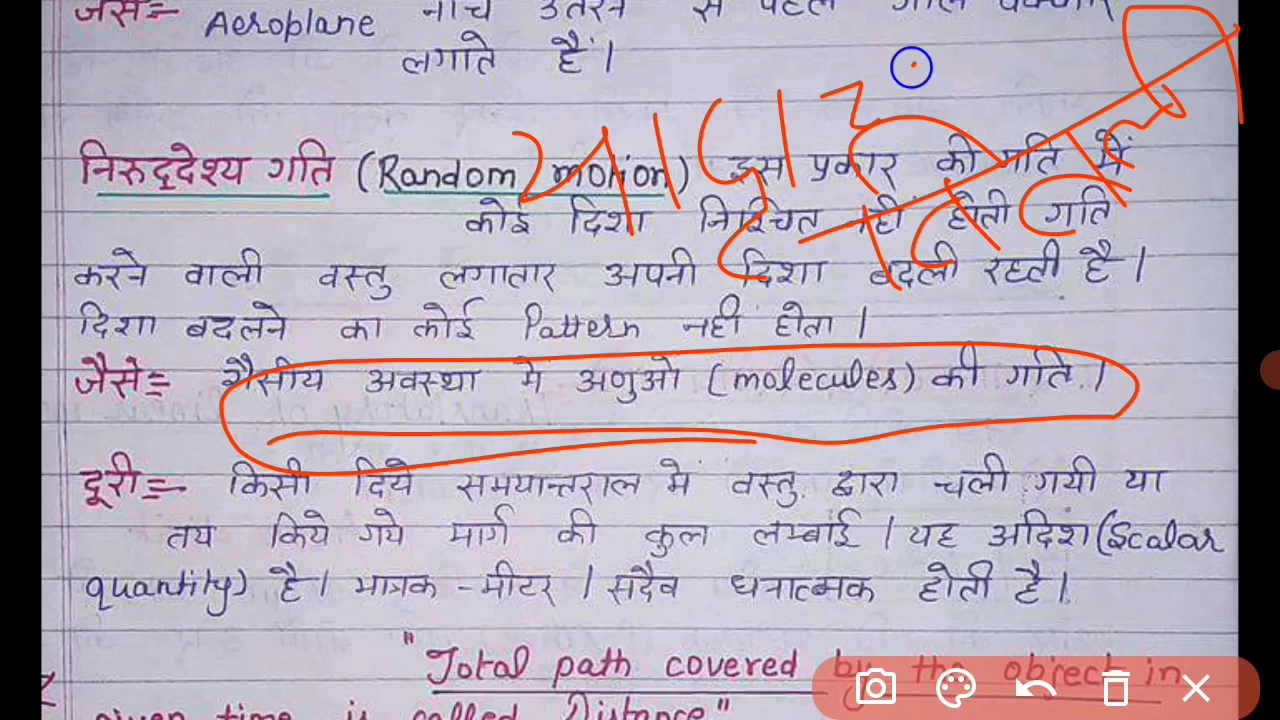 जैसे:- Aeroplane नीचे उतरने से पहले गोल चक्कर
लगाते हैं।
निरुद्देश्य गति (Random motion) इस प्रकार की गति में
कोई दिशा निश्चित नही होती गति
करने वाली वस्तु लगातार अपनी दिशा बदली रहती है।
दिशा बदलने का कोई Pattern नही होता।
जैसे:- गैसीय अवस्था मे अणुओ (molecules) की गति।
दूरी:- किसी दिये समयान्तराल मे वस्तु द्वारा चली गयी या
तय किये गये मार्ग की कुल लम्बाई। यह अदिश (Scalar
quantity) है। मात्रक - मीटर। सदैव धनात्मक होती है।
"Total path covered by the object in
given time is called Distance"